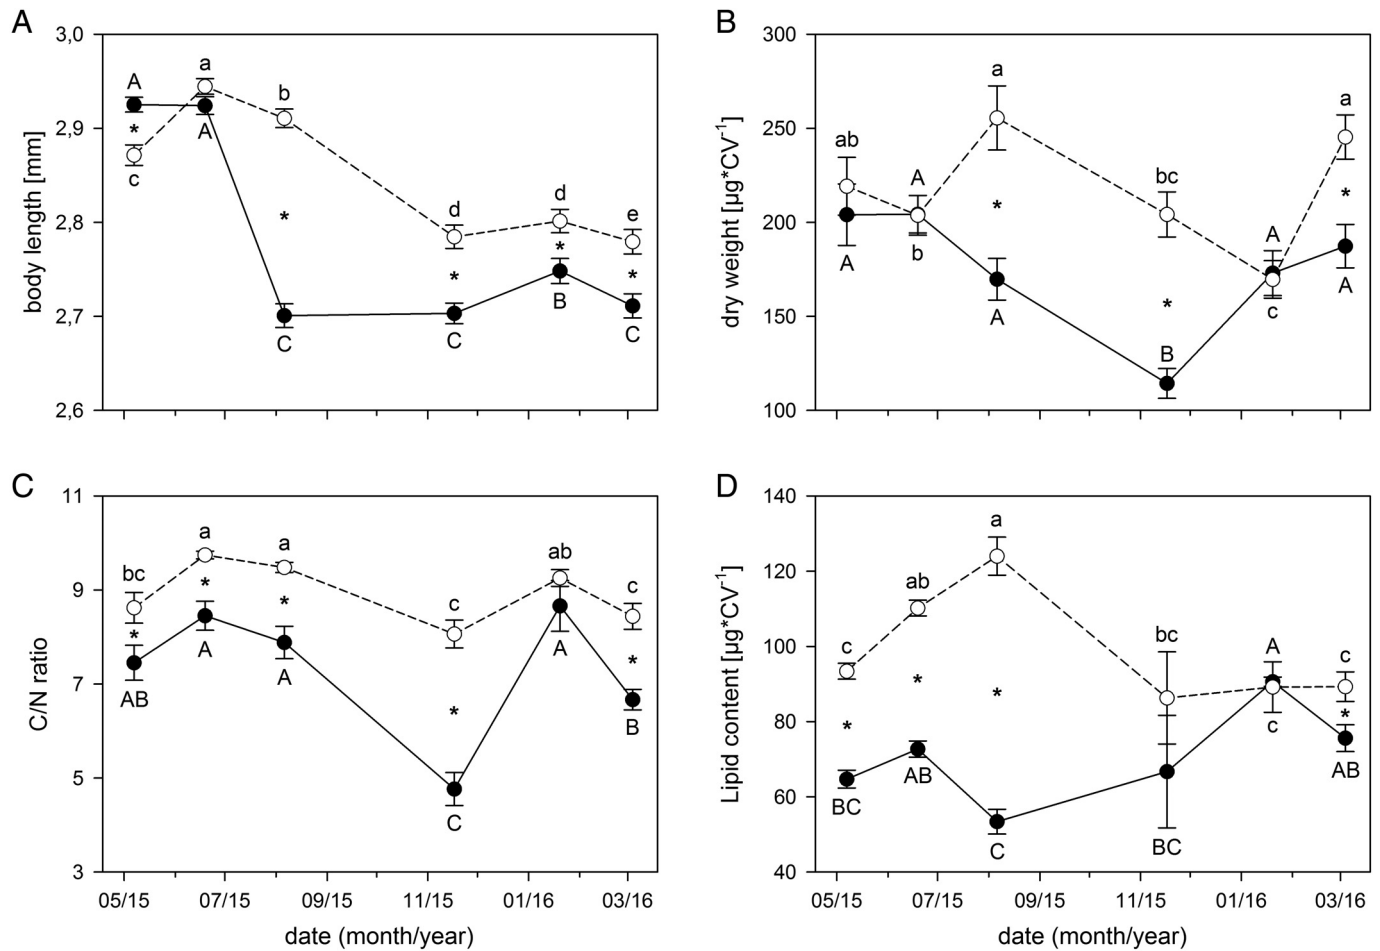 A
3,0
2,9
2,8
2,7
2,6
body length [mm]
A
*
c
a
A
b
*
C
d
*
C
d
*
B
e
*
C
B
300
250
200
150
100
dry weight [µg*CV-1]
ab
A
A
b
a
*
A
bc
*
B
A
c
a
*
A
C
11
9
7
5
3
C/N ratio
bc
*
AB
a
*
A
a
*
A
c
*
C
ab
A
c
*
B
05/15
07/15
09/15
11/15
01/16
03/16
date (month/year)
D
140
120
100
80
60
40
Lipid content [µg*CV-1]
c
*
BC
ab
*
AB
a
*
C
bc
BC
A
c
c
*
AB
05/15
07/15
09/15
11/15
01/16
03/16
date (month/year)